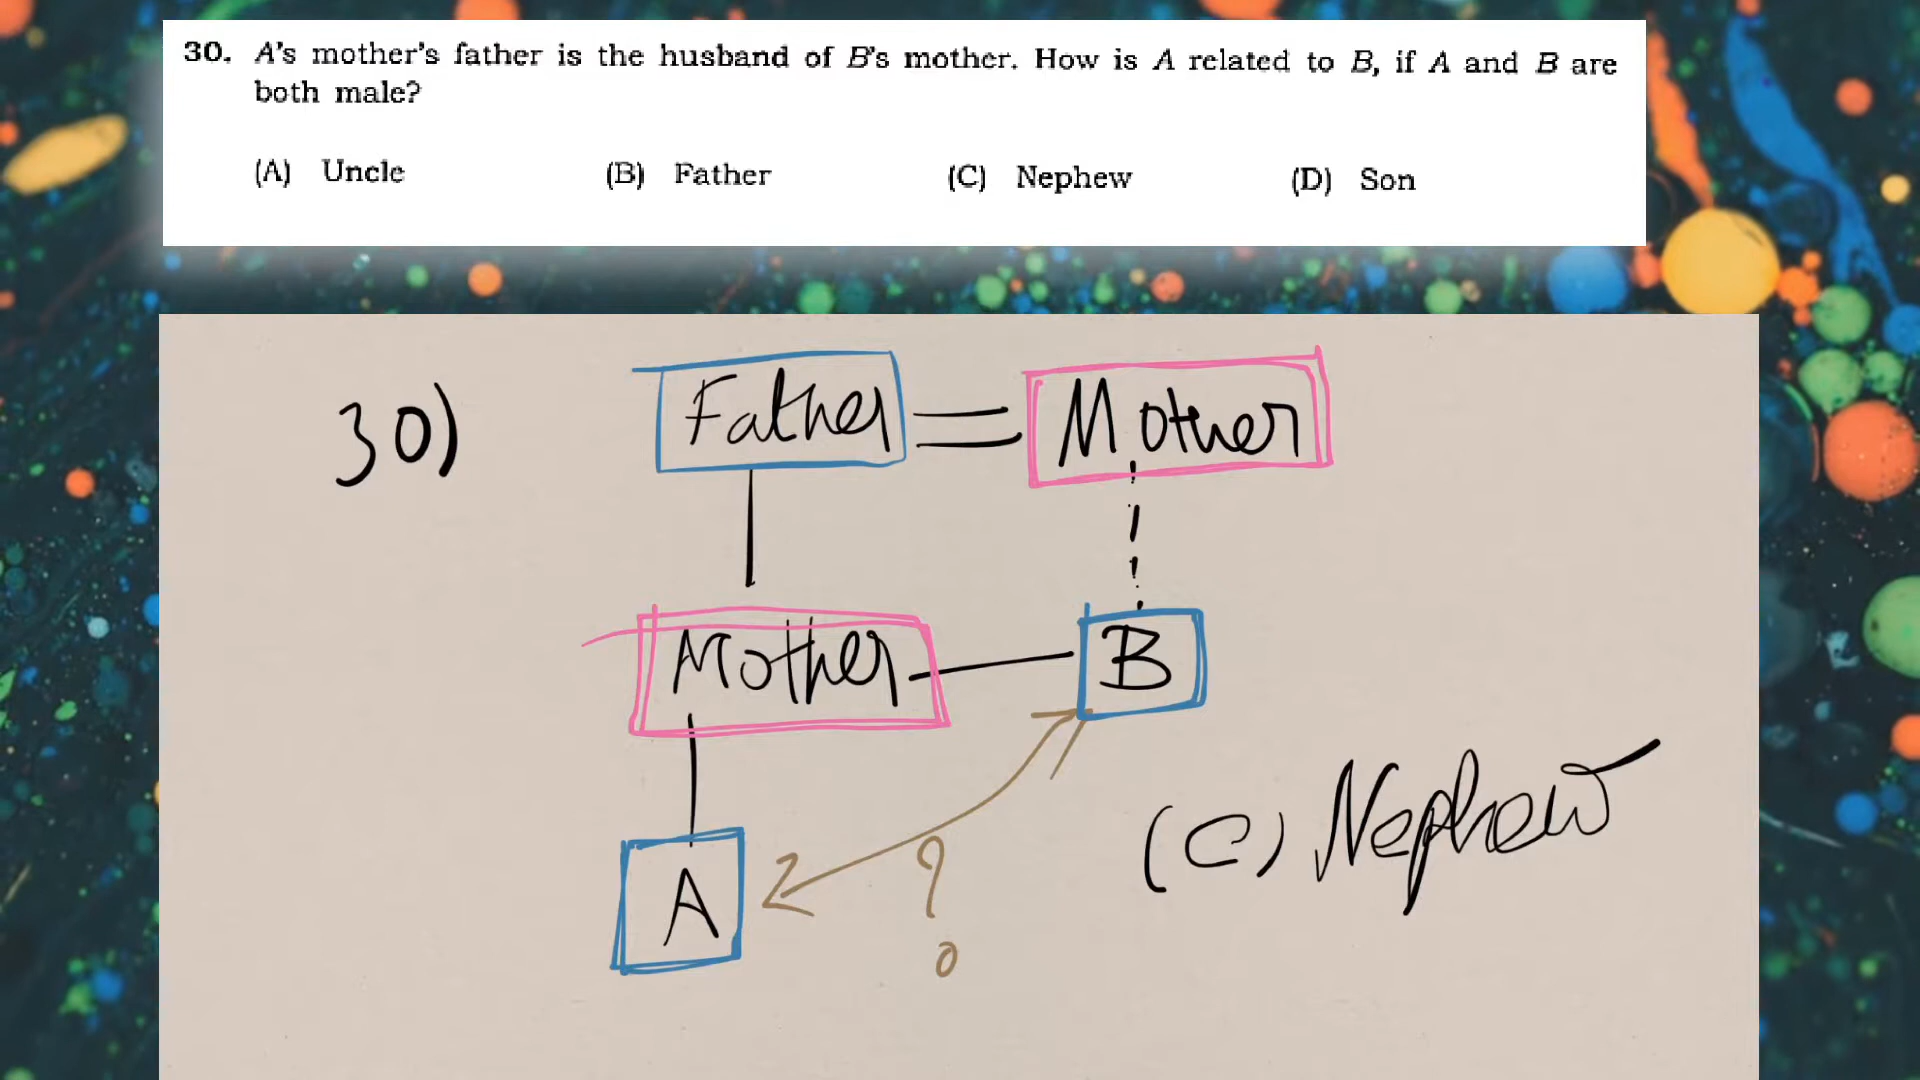 30. A's mother's father is the husband of B's mother. How is A related to B, if A and B are
both male?
(A) Uncle (B) Father (C) Nephew (D) Son
30) Father Mother
Mother B
(C) Nephew
A ?